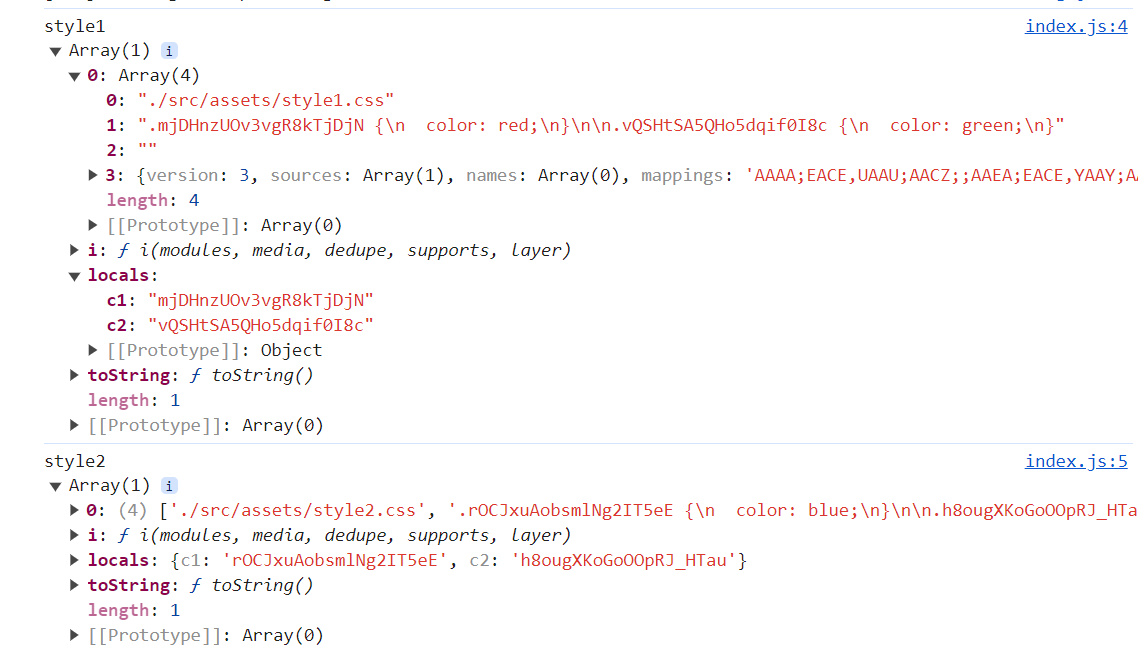 style1 index.js:4
▼ Array(1) i
▼ 0: Array(4)
0: "./src/assets/style1.css"
1: ".mjDHnzUOv3vgR8kTjDjN {\n  color: red;\n}\n\n.vQSHtSA5QHo5dqif0I8c {\n  color: green;\n}"
2: ""
▶ 3: {version: 3, sources: Array(1), names: Array(0), mappings: 'AAAA;EACE,UAAU;AACZ;;AAEA;EACE,YAAY;AA
length: 4
▶ [[Prototype]]: Array(0)
▶ i: ƒ i(modules, media, dedupe, supports, layer)
▼ locals:
c1: "mjDHnzUOv3vgR8kTjDjN"
c2: "vQSHtSA5QHo5dqif0I8c"
▶ [[Prototype]]: Object
▶ toString: ƒ toString()
length: 1
▶ [[Prototype]]: Array(0)
style2 index.js:5
▼ Array(1) i
▶ 0: (4) ['./src/assets/style2.css', '.rOCJxuAobsmlNg2IT5eE {\n  color: blue;\n}\n\n.h8ougXKoGoOOpRJ_HTa
▶ i: ƒ i(modules, media, dedupe, supports, layer)
▶ locals: {c1: 'rOCJxuAobsmlNg2IT5eE', c2: 'h8ougXKoGoOOpRJ_HTau'}
▶ toString: ƒ toString()
length: 1
▶ [[Prototype]]: Array(0)